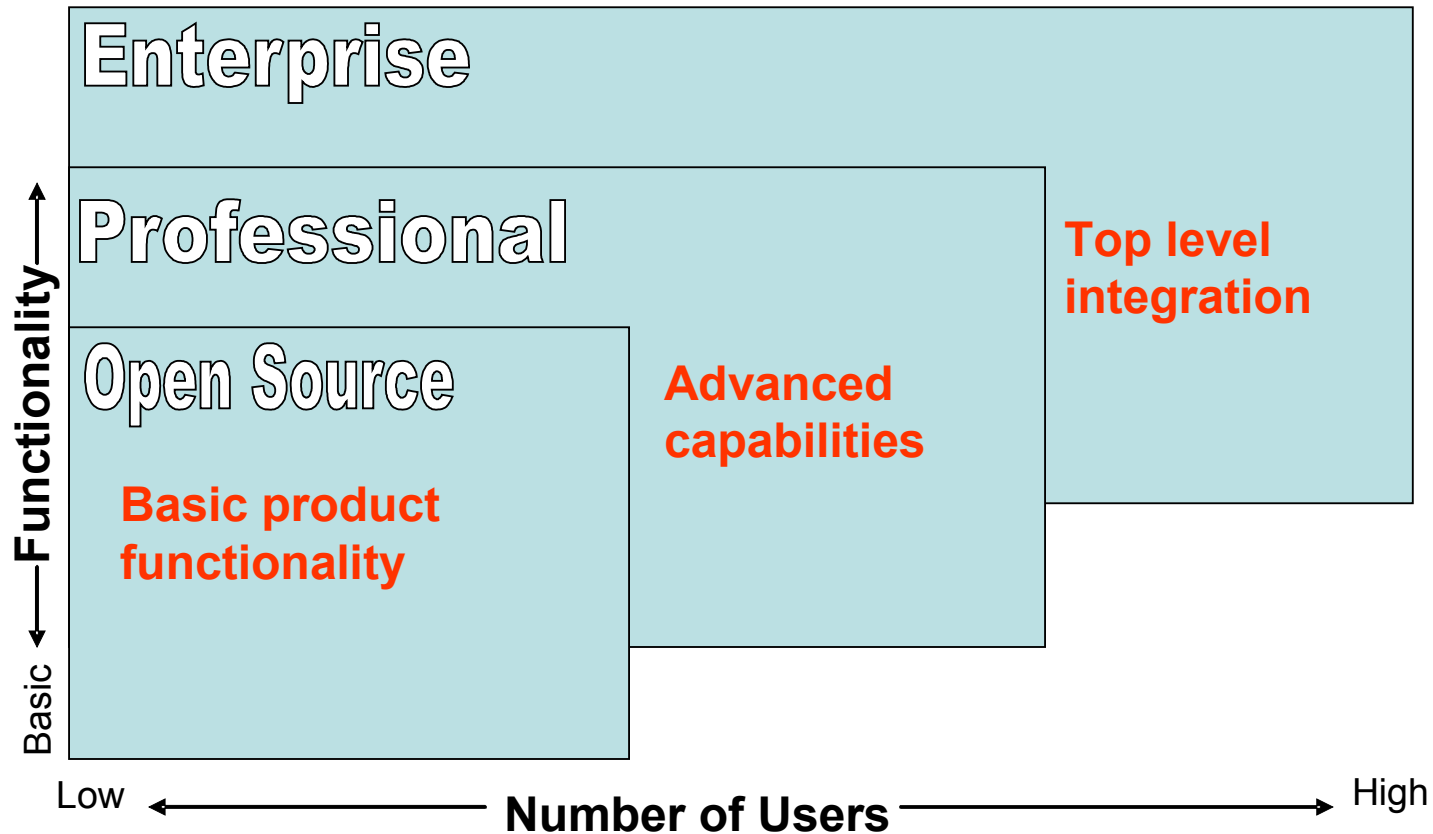 Enterprise
Professional
Top level
integration
Open Source
Advanced
capabilities
Basic product
functionality
Functionality
Basic
Low
Number of Users
High